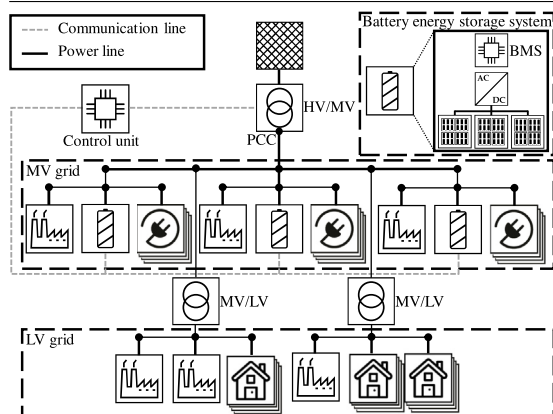 Communication line
Power line
Battery energy storage system
BMS
AC
DC
HV/MV
Control unit
PCC
MV grid
MV/LV
MV/LV
LV grid